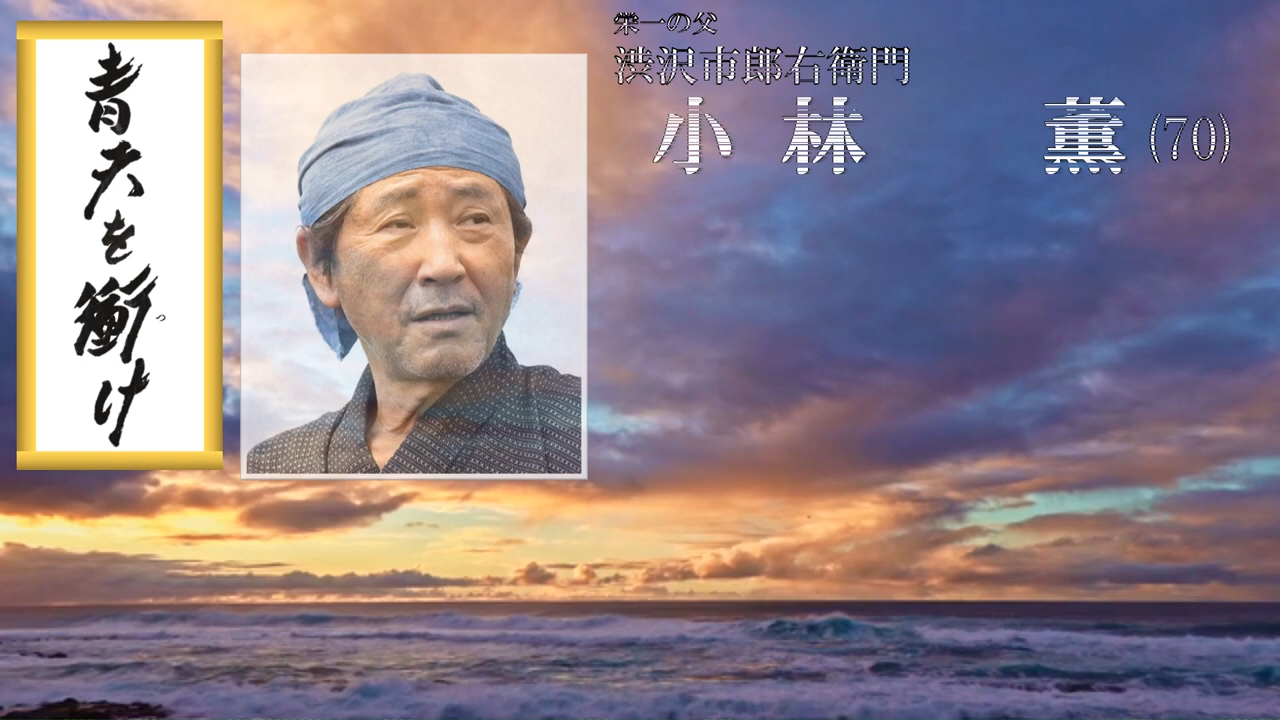 青天を衝け
つ
栄一の父
渋沢市郎右衛門
小林 薫 (70)